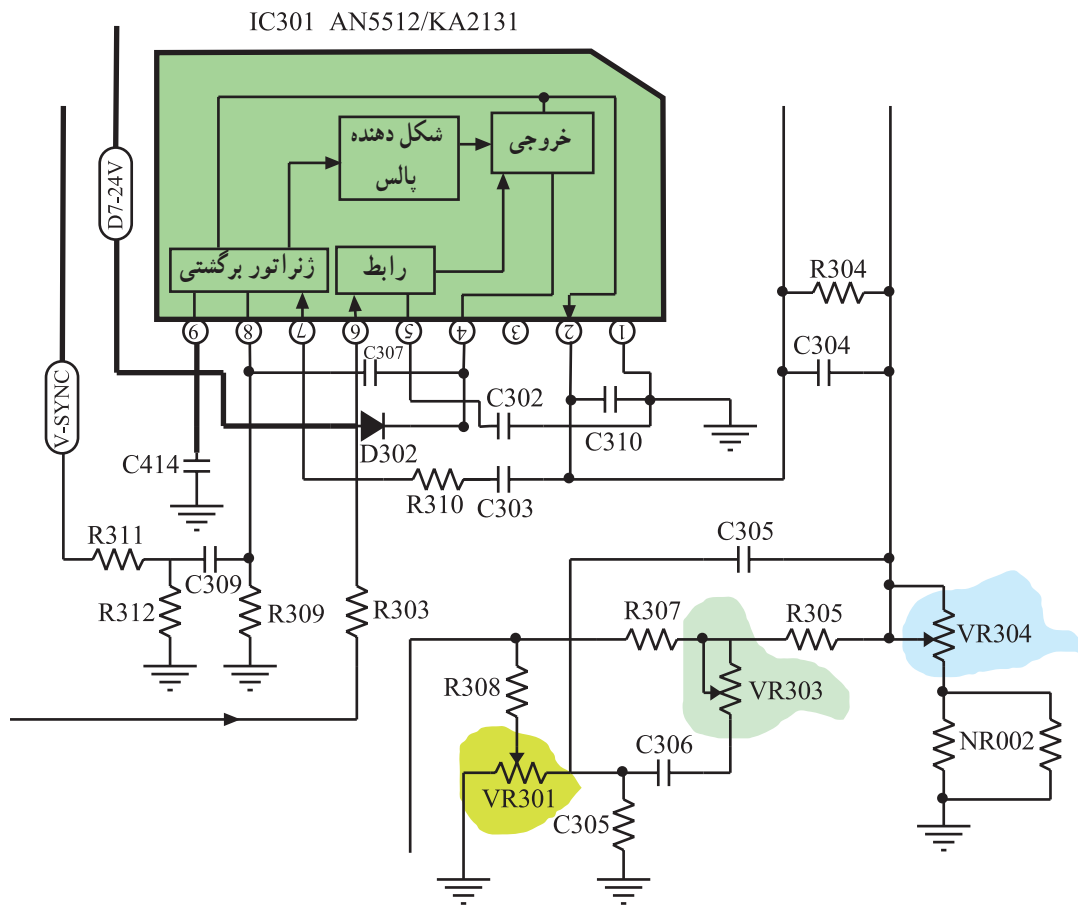 IC301 AN5512/KA2131
شکل دهنده
پالس
خروجی
ژنراتور برگشتی
رابط
9
8
7
6
5
4
3
2
1
D7-24V
V-SYNC
R304
C304
C307
C302
C310
D302
C414
R310
C303
R311
C309
R312
R309
R303
C305
R307
R305
VR304
R308
VR303
C306
NR002
VR301
C305